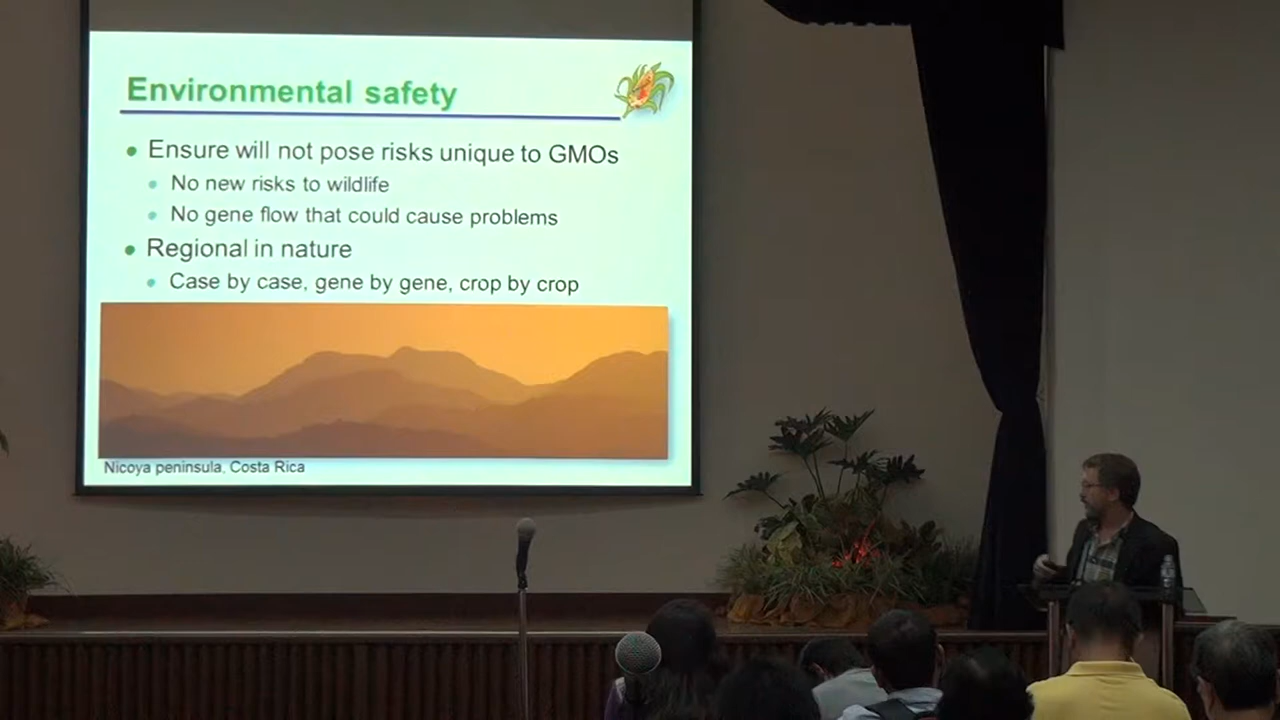 Environmental safety
Ensure will not pose risks unique to GMOs
No new risks to wildlife
No gene flow that could cause problems
Regional in nature
Case by case, gene by gene, crop by crop
Nicoya peninsula, Costa Rica